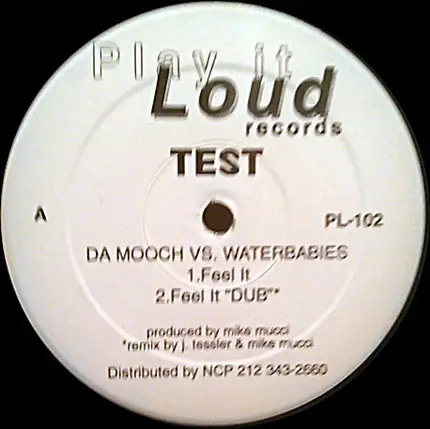 Play it
Loud
records
TEST
A
PL-102
DA MOOCH VS. WATERBABIES
1.Feel It
2.Feel It "DUB"*
produced by mike mucci
*remix by j. tessler & mike mucci
Distributed by NCP 212 343-2660